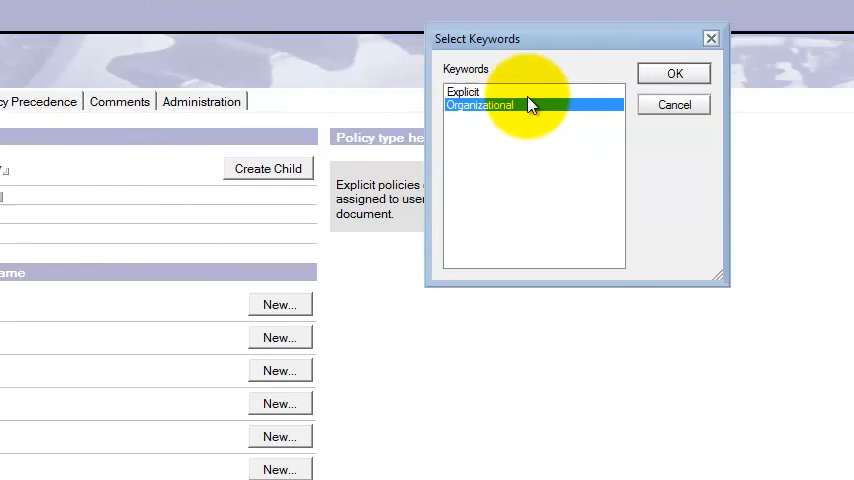 Select Keywords
Keywords
OK
Explicit
Organizational
Cancel
cy Precedence
Comments
Administration
Policy type he
Create Child
Explicit policies
assigned to user
document.
ame
New...
New...
New...
New...
New...
New...